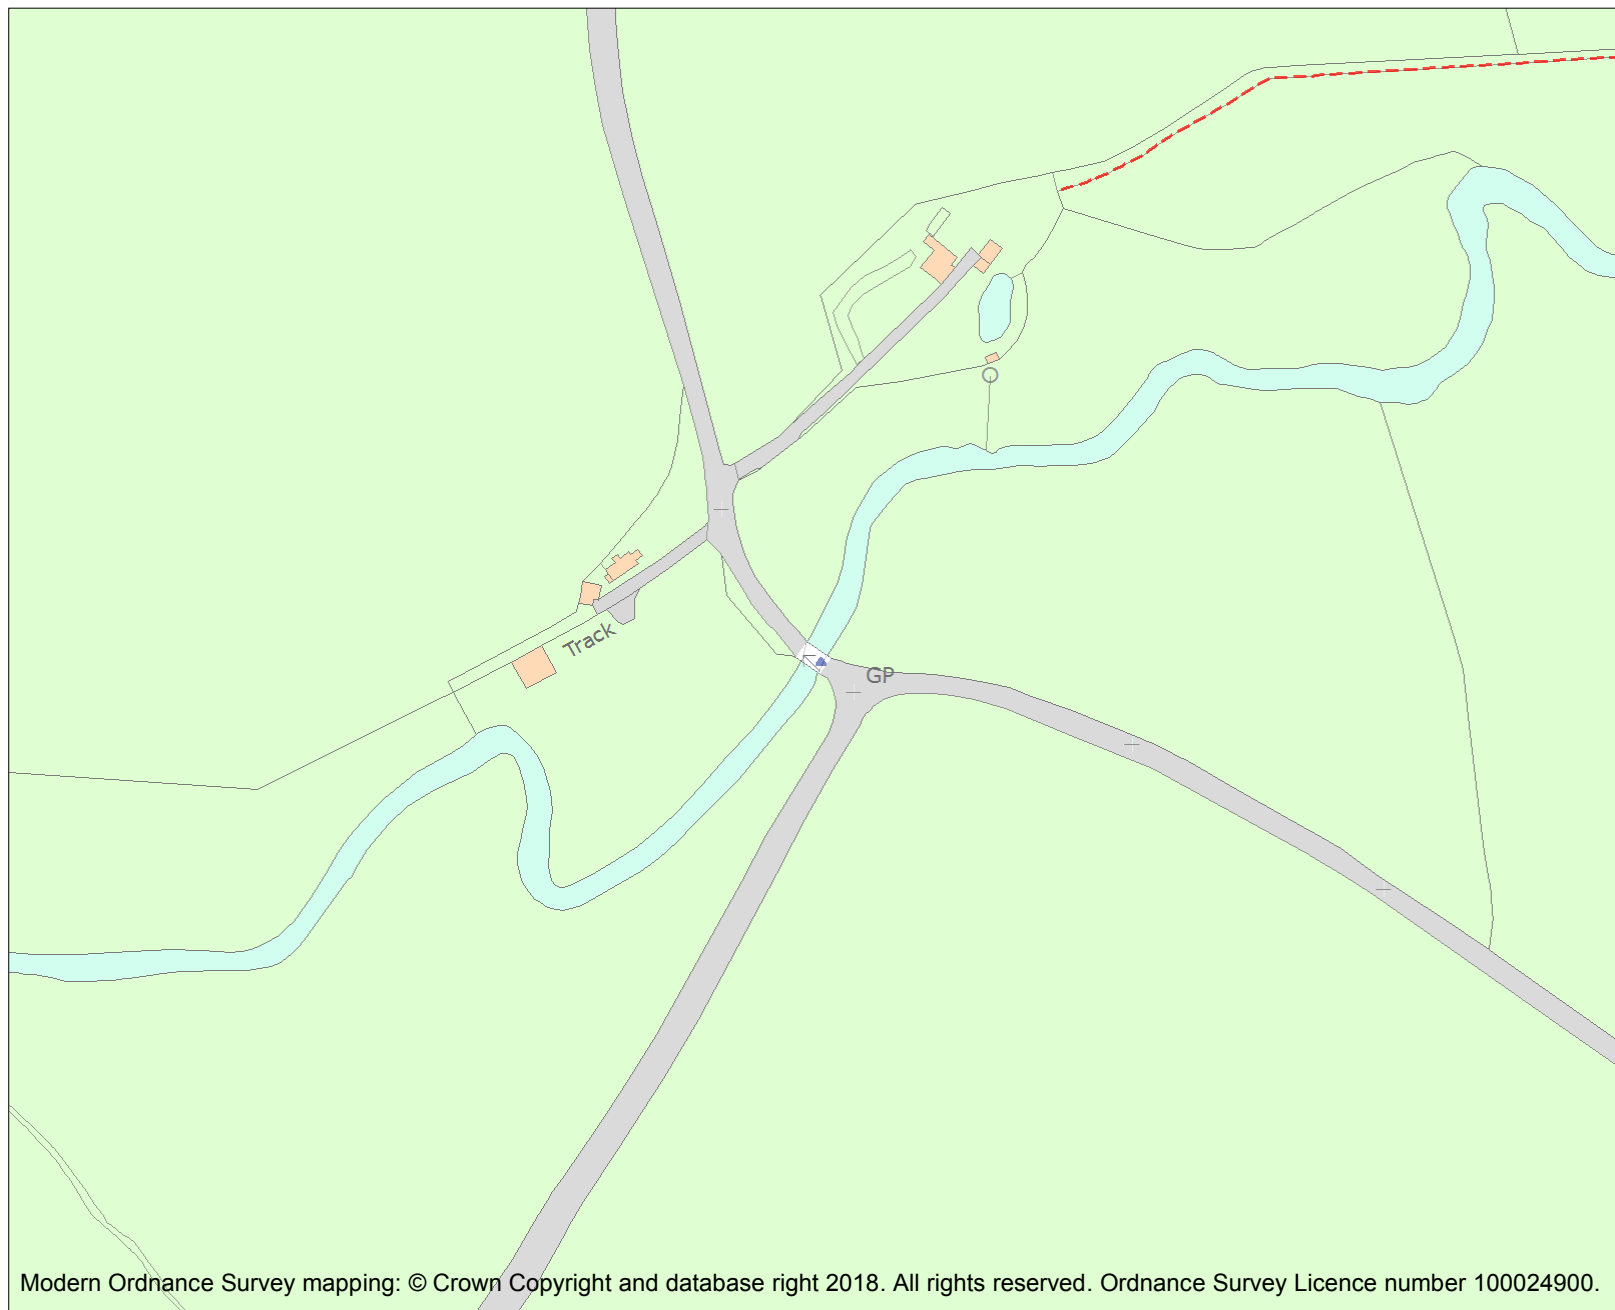 Track
GP
Modern Ordnance Survey mapping: © Crown Copyright and database right 2018. All rights reserved. Ordnance Survey Licence number 100024900.